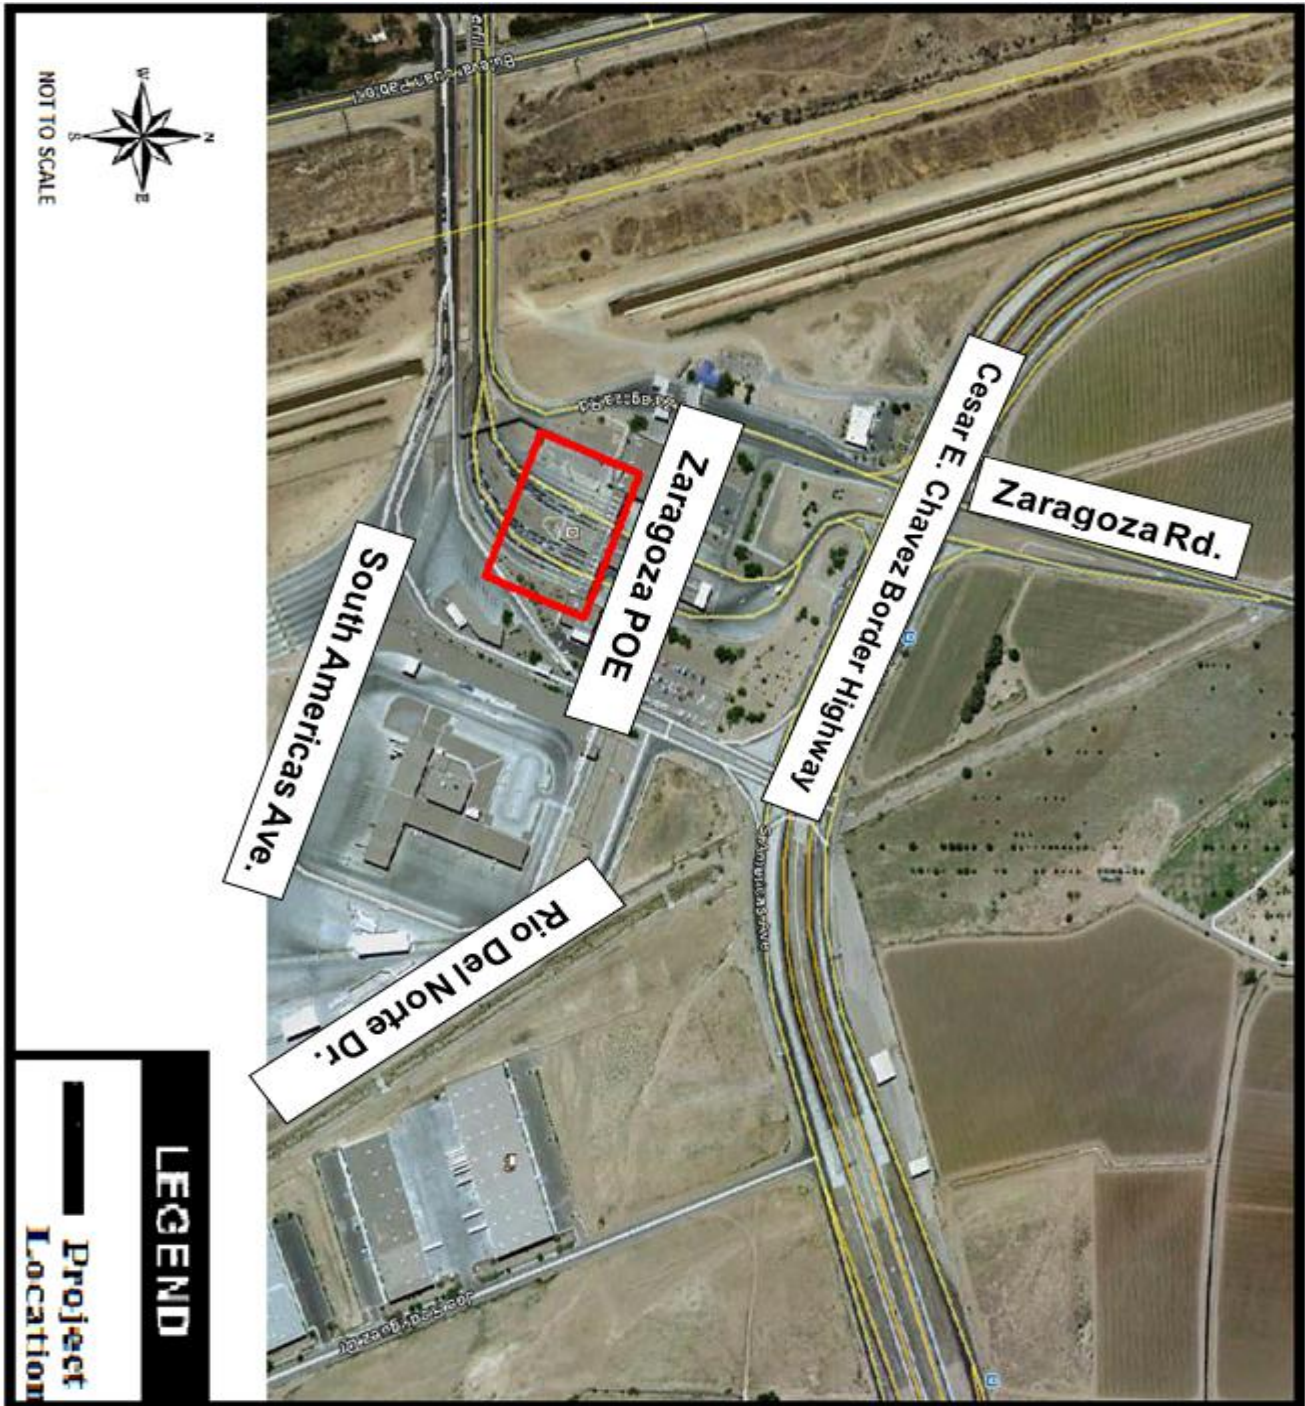 W
N
S
E
NOT TO SCALE
Cesar E. Chavez Border Highway
Zaragoza Rd.
Zaragoza POE
South Americas Ave.
Rio Del Norte Dr.
LEGEND
Project
Location